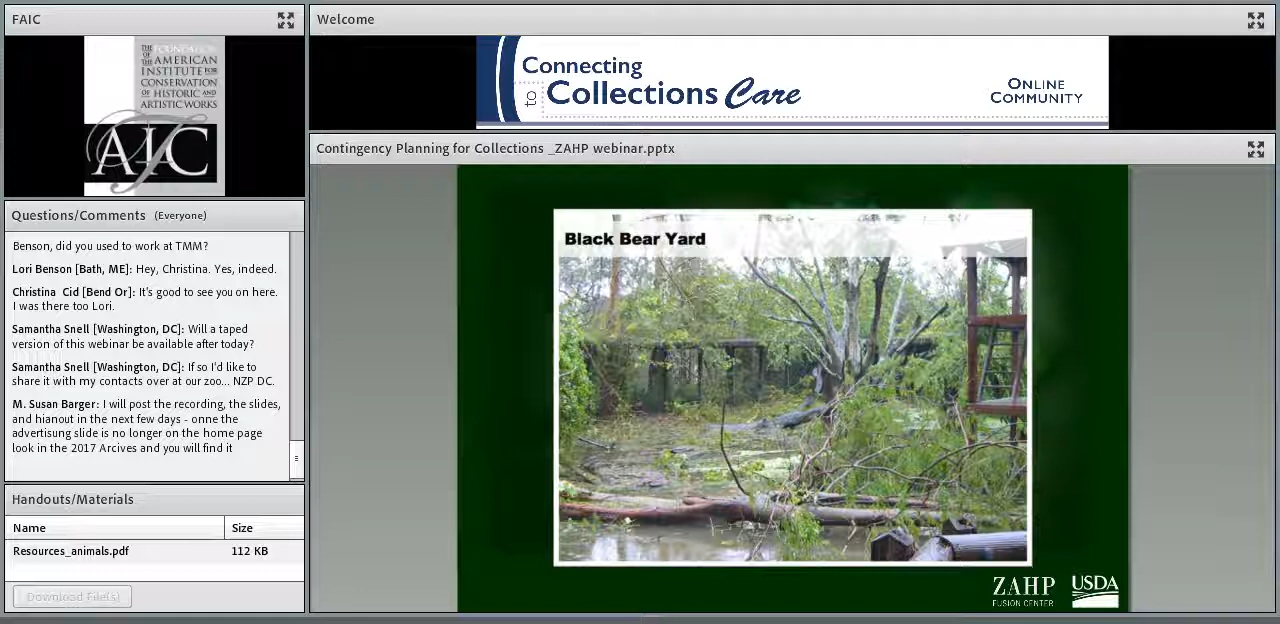 FAIC
THE FOUNDATION
OF THE AMERICAN
INSTITUTE FOR
CONSERVATION
OF HISTORIC AND
ARTISTIC WORKS
AIC
Questions/Comments (Everyone)
Benson, did you used to work at TMM?
Lori Benson [Bath, ME]: Hey, Christina. Yes, indeed.
Christina Cid [Bend Or]: It's good to see you on here.
I was there too Lori.
Samantha Snell [Washington, DC]: Will a taped
version of this webinar be available after today?
Samantha Snell [Washington, DC]: If so I'd like to
share it with my contacts over at our zoo... NZP DC.
M. Susan Barger: I will post the recording, the slides,
and hianout in the next few days - onne the
advertisung slide is no longer on the home page
look in the 2017 Arcives and you will find it
Handouts/Materials
Name Size
Resources_animals.pdf 112 KB
Download File(s)
Welcome
Connecting
to Collections Care
ONLINE
COMMUNITY
Contingency Planning for Collections _ZAHP webinar.pptx
Black Bear Yard
ZAHP
FUSION CENTER
USDA